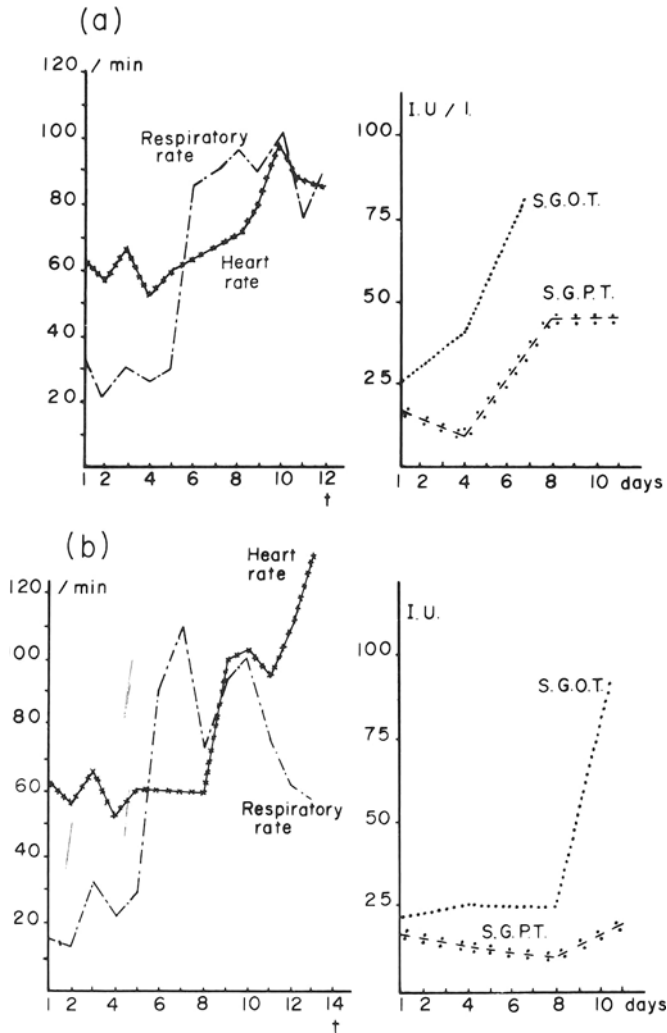 (a)
120 / min
100
80
60
40
20
Respiratory
rate
Heart
rate
1 2 4 6 8 10 12
t
I.U / l.
100
75
50
25
S.G.O.T.
S.G.P.T.
1 2 4 6 8 10 days
(b)
120 / min
00
80
60
40
20
Heart
rate
Respiratory
rate
1 2 4 6 8 10 12 14
t
I.U.
100
75
50
25
S.G.O.T.
S.G.P.T.
1 2 4 6 8 10 days